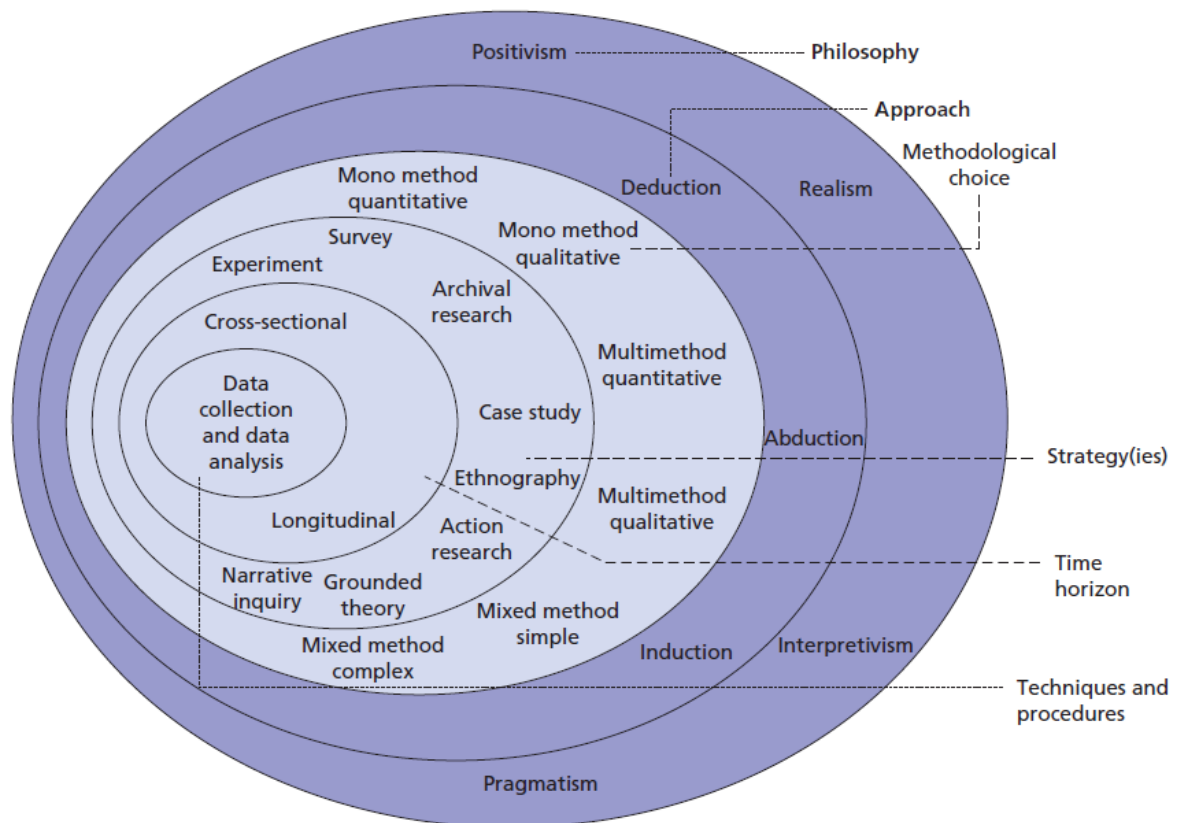 Positivism
Philosophy
Approach
Methodological
choice
Mono method
quantitative
Deduction
Realism
Survey
Mono method
qualitative
Experiment
Archival
research
Cross-sectional
Multimethod
quantitative
Data
collection
and data
analysis
Case study
Abduction
Strategy(ies)
Ethnography
Multimethod
qualitative
Longitudinal
Action
research
Time
horizon
Narrative
inquiry
Grounded
theory
Mixed method
simple
Mixed method
complex
Induction
Interpretivism
Techniques and
procedures
Pragmatism